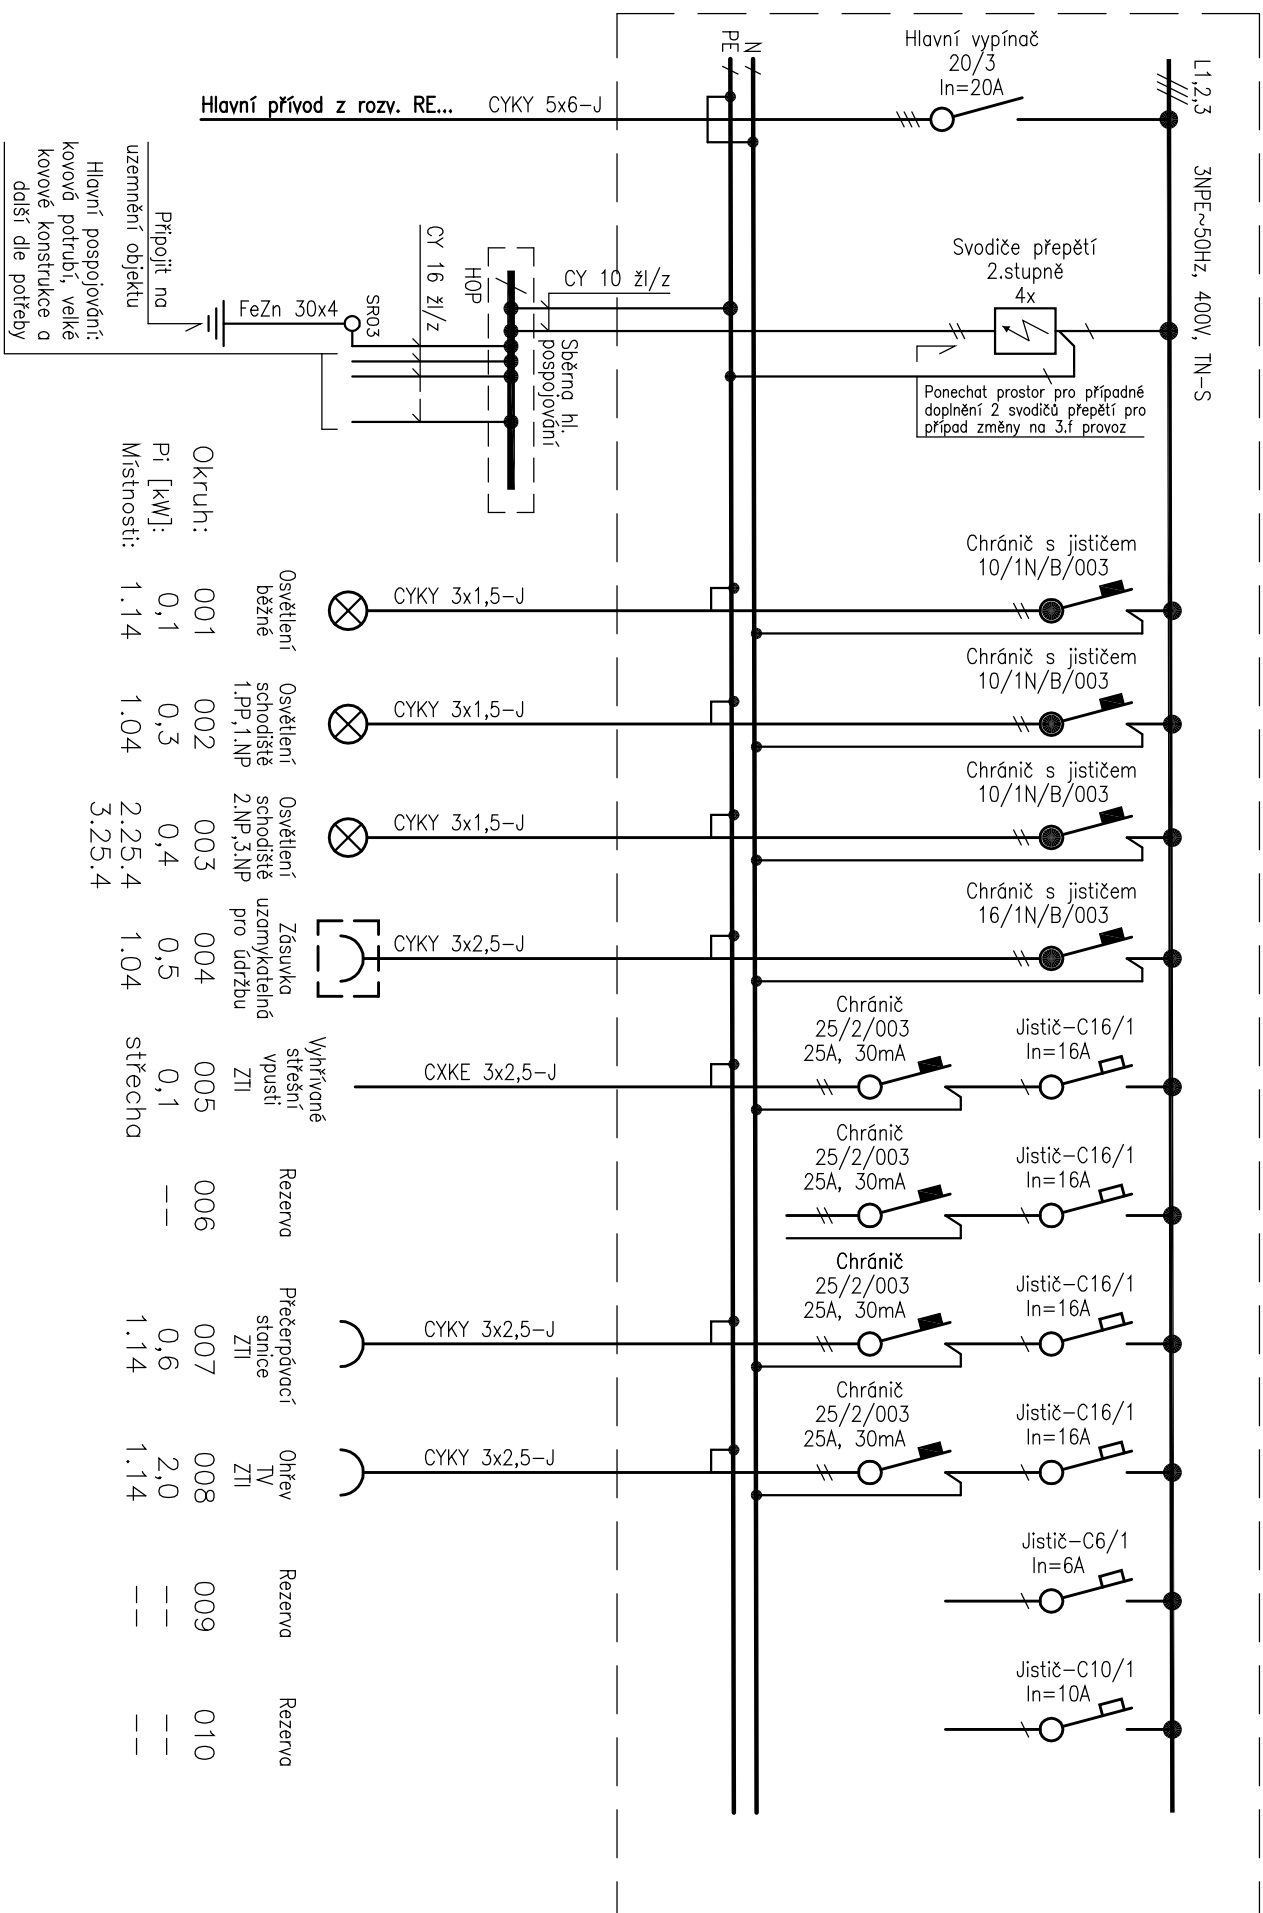 Hlavní vypínač
20/3
In=20A
L1,2,3
3NPE~50Hz, 400V, TN-S
PE
N
Hlavní přívod z rozv. RE...
CYKY 5x6-J
Svodiče přepětí
2.stupně
4x
Ponechat prostor pro případné
doplnění 2 svodičů přepětí pro
případ změny na 3.f provoz
CY 10 žl/z
CY 16 žl/z
HOP
Sběrna hl.
pospojování
SR03
FeZn 30x4
Připojit na
uzemnění objektu
Hlavní pospojování:
kovová potrubí, velké
kovové konstrukce a
další dle potřeby
Okruh:
Pi [kW]:
Místnosti:
Chránič s jističem
10/1N/B/003
CYKY 3x1,5-J
Osvětlení
běžné
001
0,1
1.14
Chránič s jističem
10/1N/B/003
CYKY 3x1,5-J
Osvětlení
schodiště
1.PP,1.NP
002
0,3
1.04
Chránič s jističem
10/1N/B/003
CYKY 3x1,5-J
Osvětlení
schodiště
2.NP,3.NP
003
0,4
2.25.4
3.25.4
Chránič s jističem
16/1N/B/003
CYKY 3x2,5-J
Zásuvka
uzamykatelná
pro údržbu
004
0,5
1.04
Chránič
25/2/003
25A, 30mA
Jistič-C16/1
In=16A
CXKE 3x2,5-J
Vyhřívané
střešní
vpusti
ZTI
005
0,1
střecha
Chránič
25/2/003
25A, 30mA
Jistič-C16/1
In=16A
Rezerva
006
--
Chránič
25/2/003
25A, 30mA
Jistič-C16/1
In=16A
CYKY 3x2,5-J
Přečerpávací
stanice
ZTI
007
0,6
1.14
Chránič
25/2/003
25A, 30mA
Jistič-C16/1
In=16A
CYKY 3x2,5-J
Ohřev
TV
ZTI
008
2,0
1.14
Jistič-C6/1
In=6A
Rezerva
009
--
--
Jistič-C10/1
In=10A
Rezerva
010
--
--